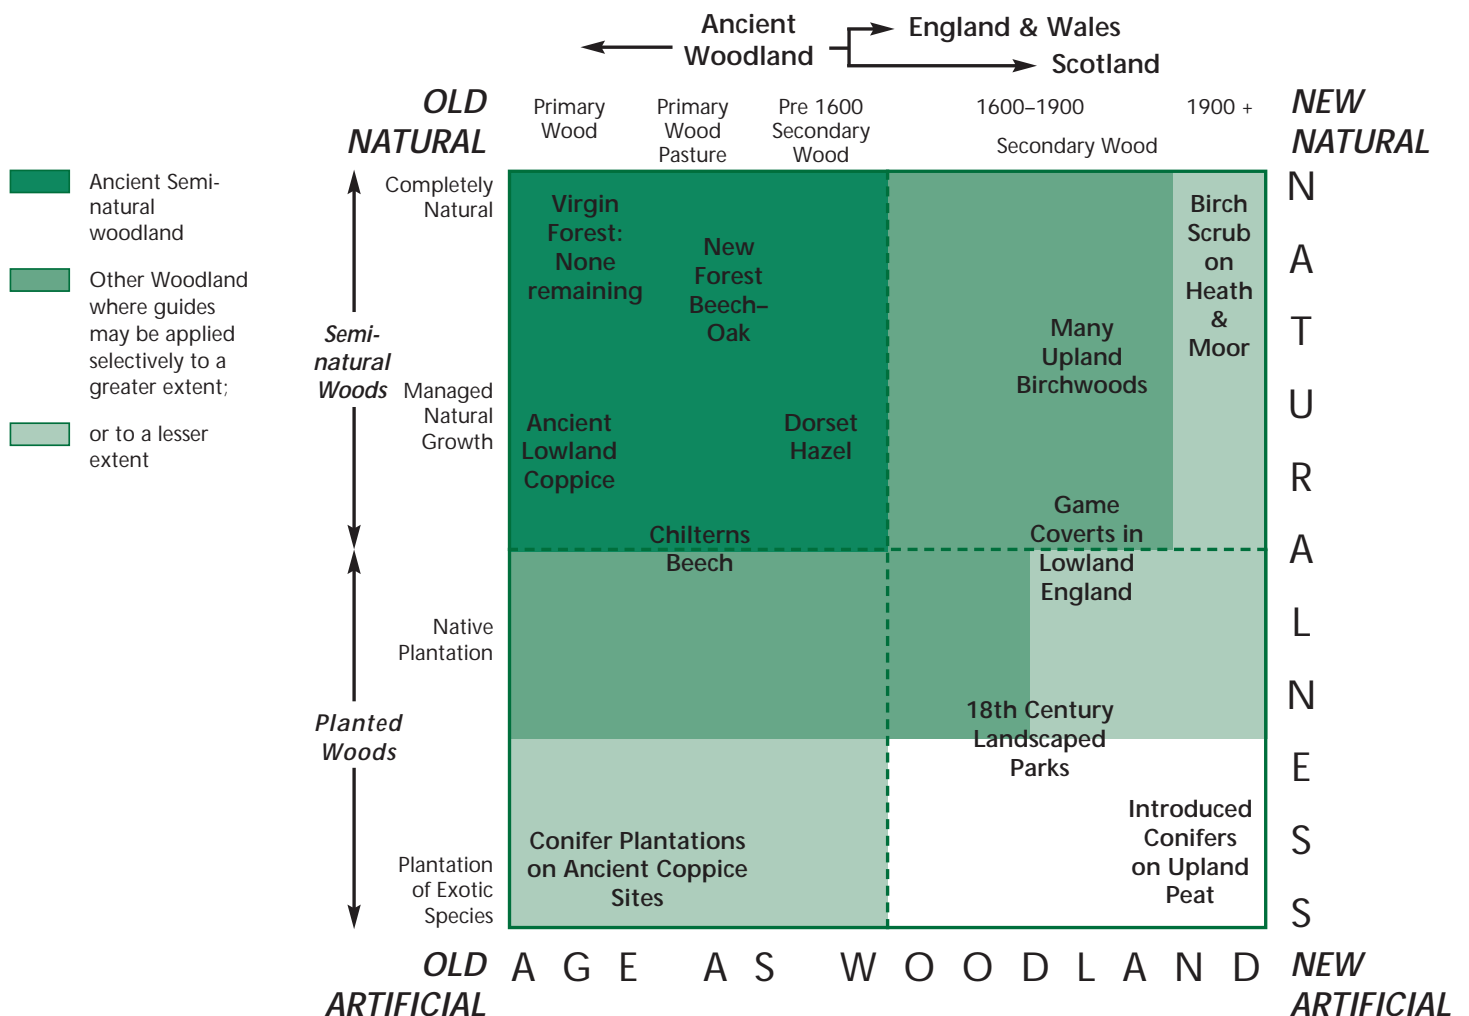 Ancient
Woodland
England & Wales
Scotland
OLD
NATURAL
Primary
Wood
Primary
Wood
Pasture
Pre 1600
Secondary
Wood
1600–1900
1900 +
Secondary Wood
NEW
NATURAL
Ancient Semi-
natural
woodland
Other Woodland
where guides
may be applied
selectively to a
greater extent;
or to a lesser
extent
Semi-
natural
Woods
Planted
Woods
Completely
Natural
Managed
Natural
Growth
Native
Plantation
Plantation
of Exotic
Species
Virgin
Forest:
None
remaining
New
Forest
Beech–
Oak
Many
Upland
Birchwoods
Birch
Scrub
on
Heath
&
Moor
Ancient
Lowland
Coppice
Dorset
Hazel
Chilterns
Beech
Game
Coverts in
Lowland
England
18th Century
Landscaped
Parks
Conifer Plantations
on Ancient Coppice
Sites
Introduced
Conifers
on Upland
Peat
NATURALNESS
OLD
ARTIFICIAL
AGE AS WOODLAND
NEW
ARTIFICIAL